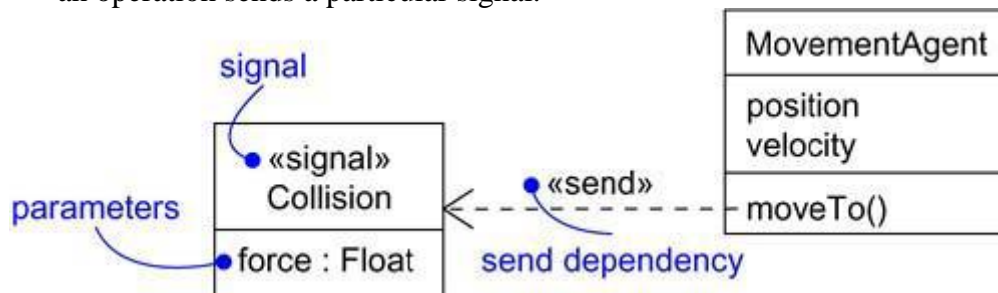 an operation sends a particular signal.
signal
MovementAgent
position
velocity
«signal»
Collision
«send»
parameters
moveTo()
force : Float
send dependency